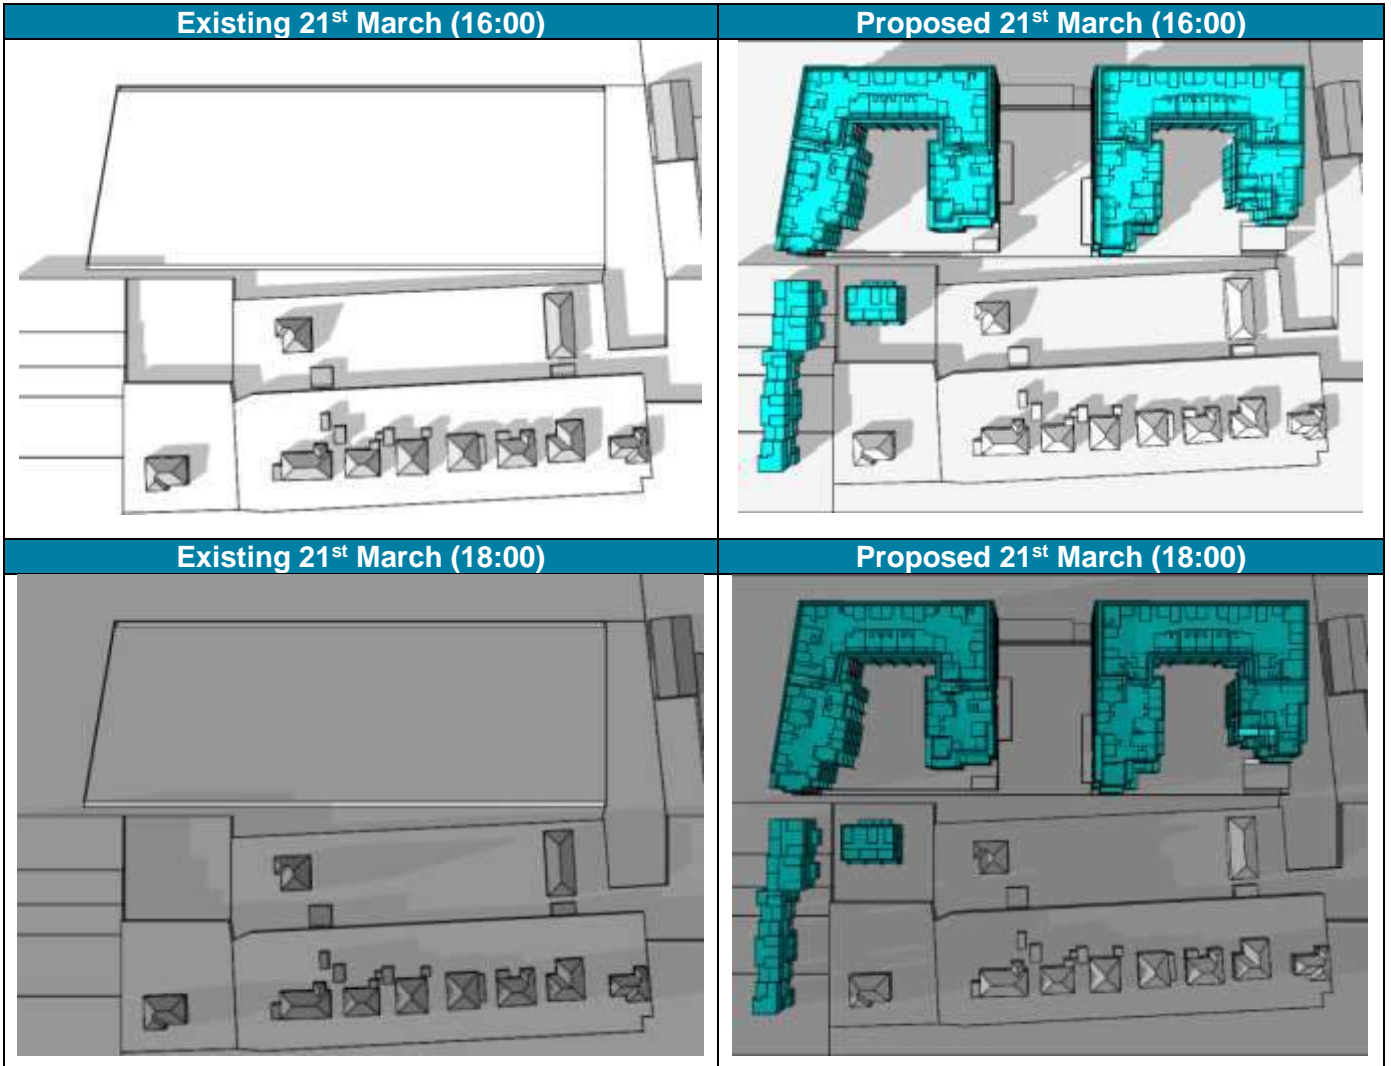 Existing 21st March (16:00)
Proposed 21st March (16:00)
Existing 21st March (18:00)
Proposed 21st March (18:00)